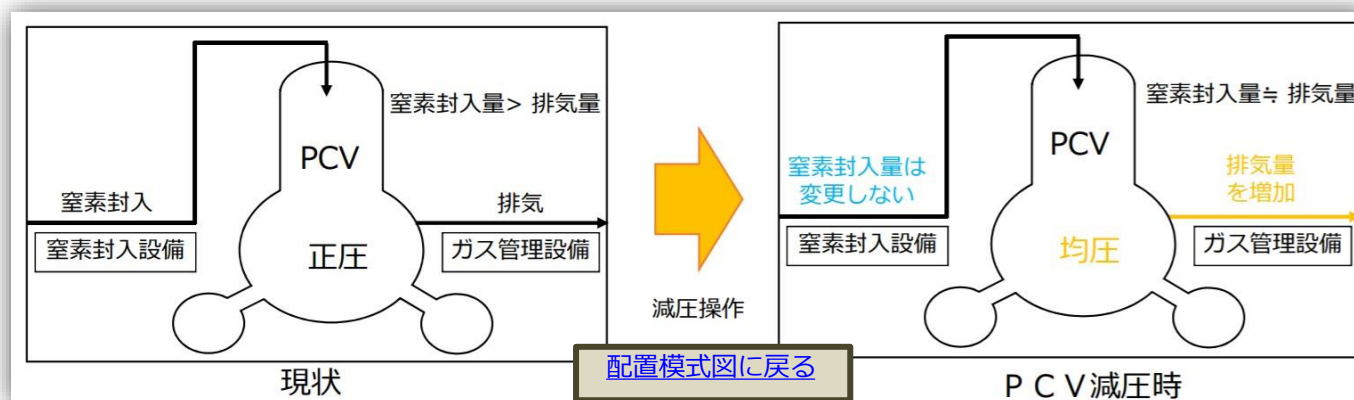 窒素封入量> 排気量
PCV
窒素封入
排気
窒素封入設備
正圧
ガス管理設備
現状
減圧操作
配置模式図に戻る
窒素封入量≒ 排気量
PCV
窒素封入量は
変更しない
排気量
を増加
窒素封入設備
均圧
ガス管理設備
ＰＣＶ減圧時